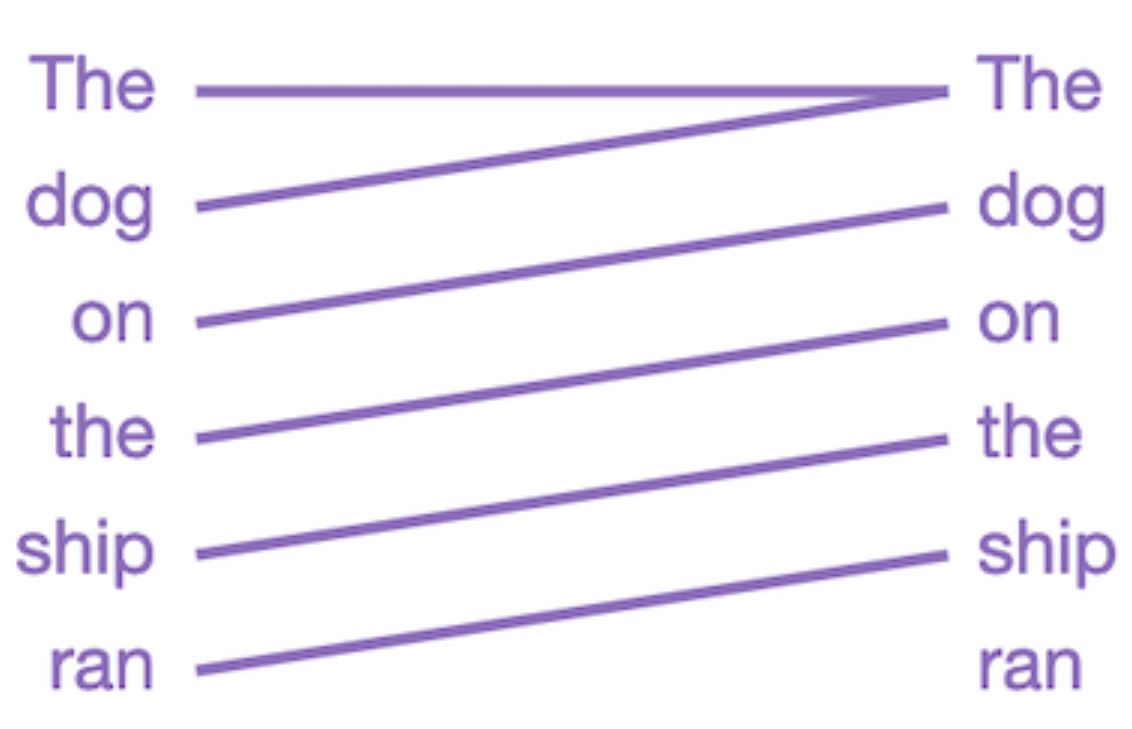 The The
dog dog
on on
the the
ship ship
ran ran